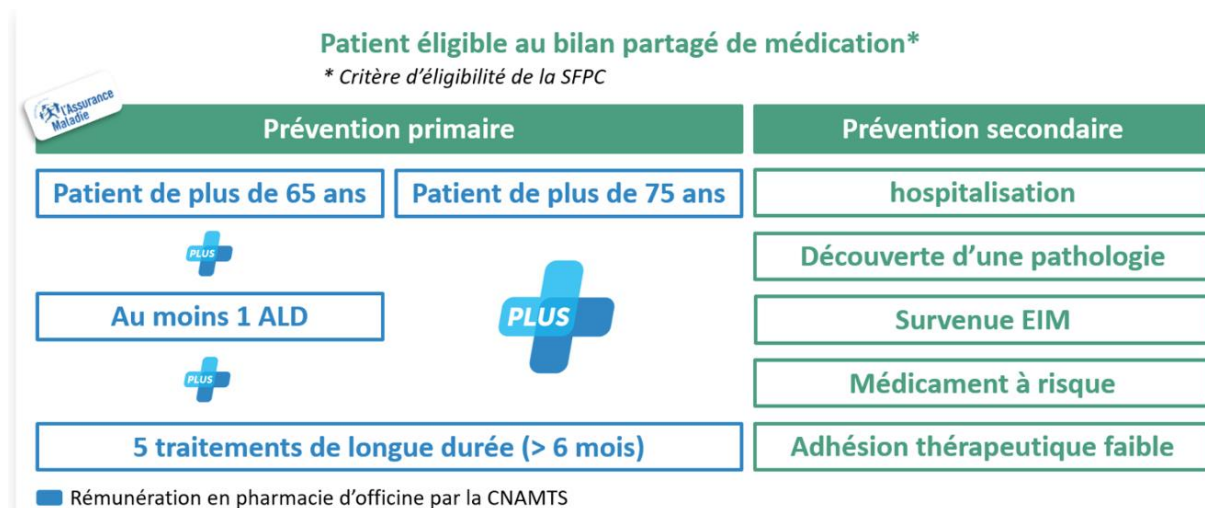 Patient éligible au bilan partagé de médication*
* Critère d'éligibilité de la SFPC
l'Assurance
Maladie
Prévention primaire
Prévention secondaire
Patient de plus de 65 ans
Patient de plus de 75 ans
hospitalisation
PLUS
Découverte d'une pathologie
Au moins 1 ALD
PLUS
Survenue EIM
PLUS
Médicament à risque
5 traitements de longue durée (> 6 mois)
Adhésion thérapeutique faible
Rémunération en pharmacie d'officine par la CNAMTS